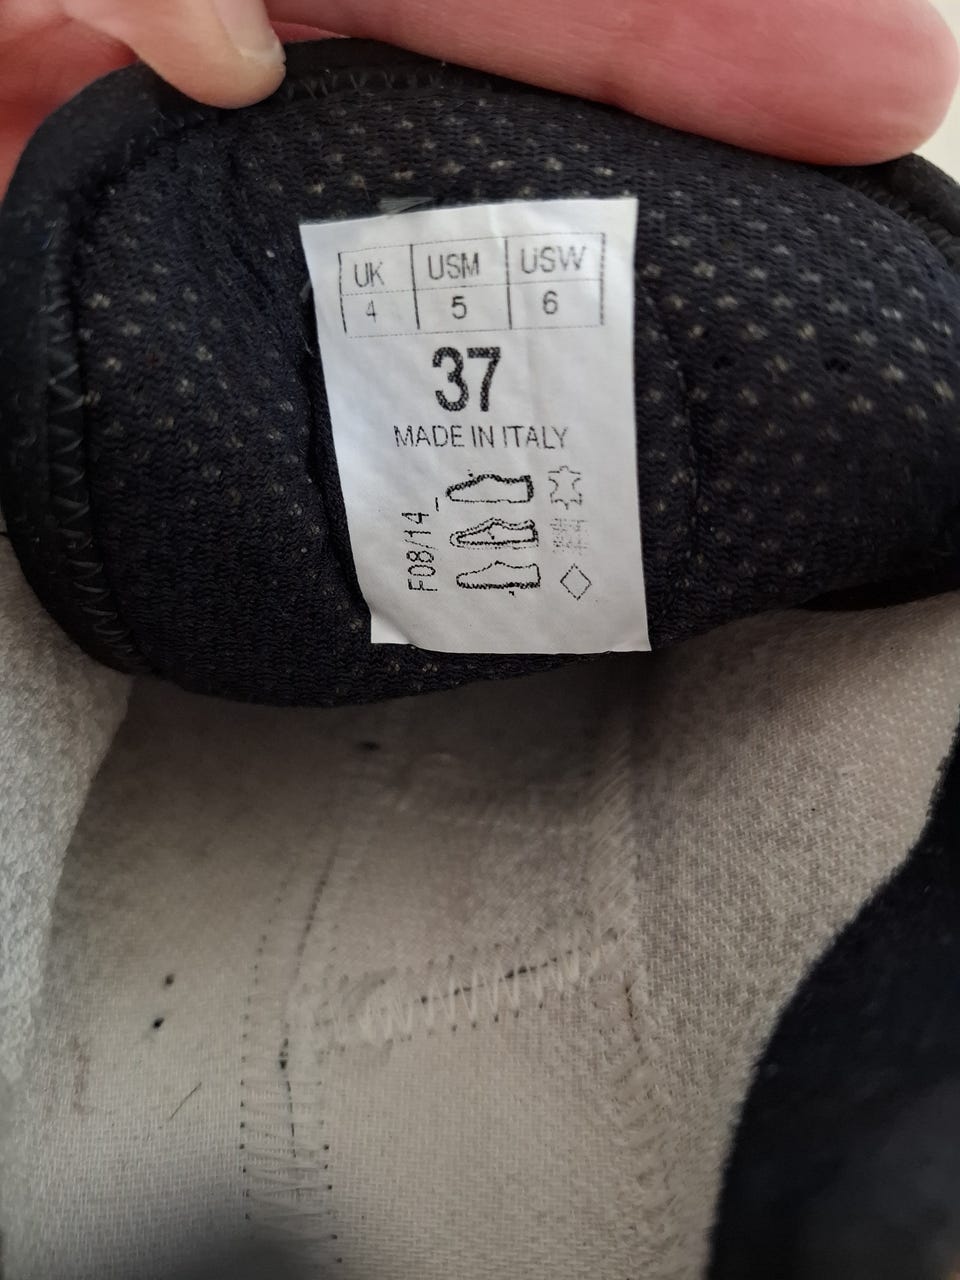 UK USM USW
4 5 6
37
MADE IN ITALY
F08/14_